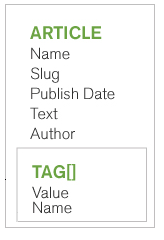 ARTICLE
Name
Slug
Publish Date
Text
Author
TAG[]
Value
Name